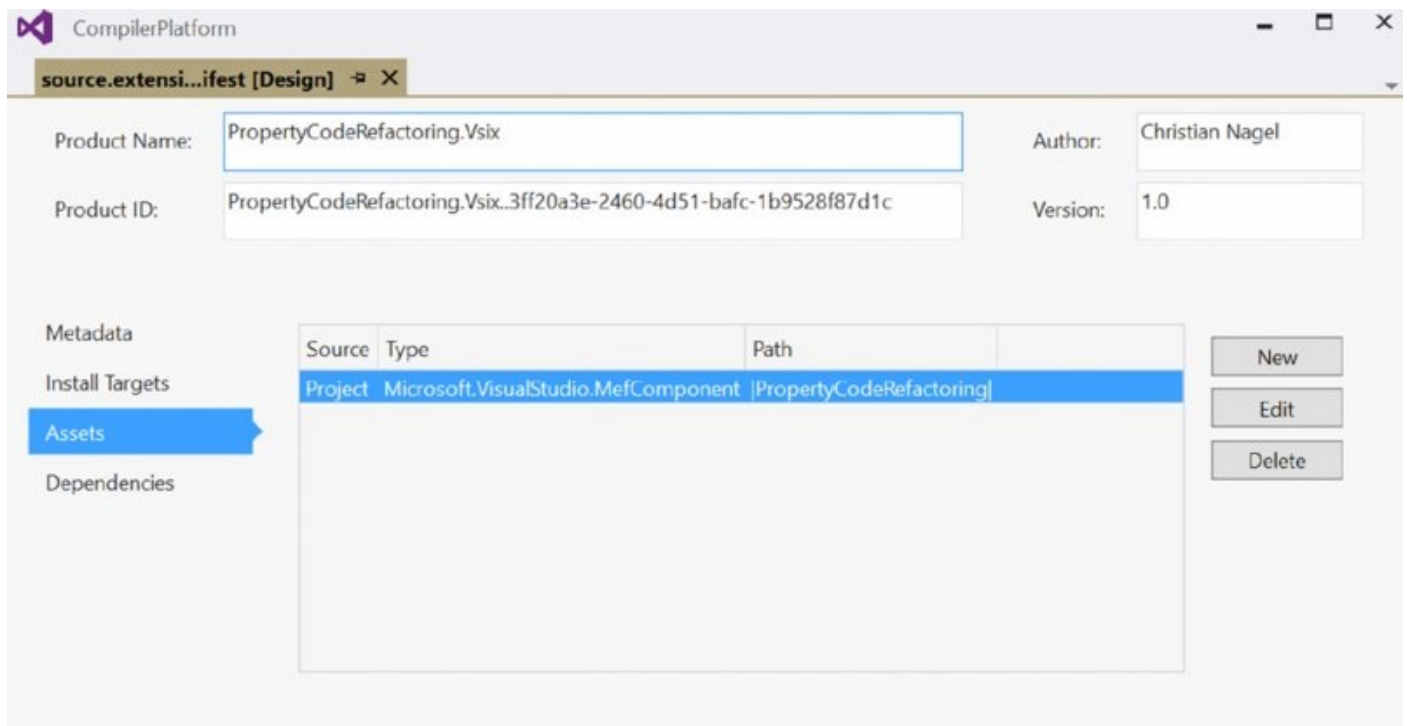 CompilerPlatform
source.extensi...ifest [Design]
Product Name: PropertyCodeRefactoring.Vsix Author: Christian Nagel
Product ID: PropertyCodeRefactoring.Vsix..3ff20a3e-2460-4d51-bafc-1b9528f87d1c Version: 1.0
Metadata
Install Targets
Assets
Dependencies
Source Type Path
Project Microsoft.VisualStudio.MefComponent |PropertyCodeRefactoring|
New
Edit
Delete